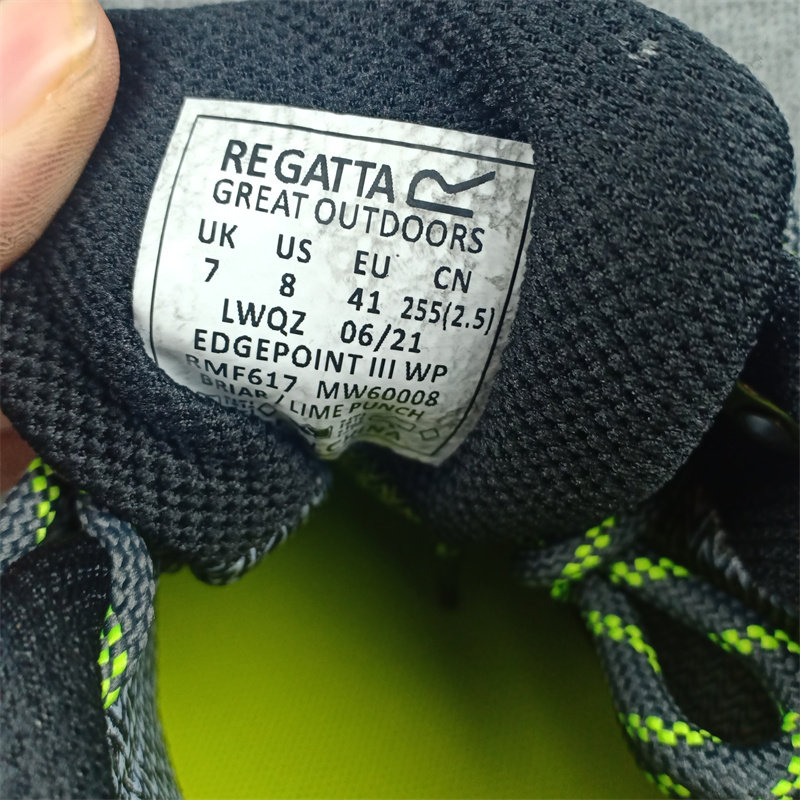 REGATTA
GREAT OUTDOORS
UK US EU CN
7 8 41 255(2.5)
LWQZ 06/21
EDGEPOINT III WP
RMF617 MW60008
BRIAR / LIME PUNCH